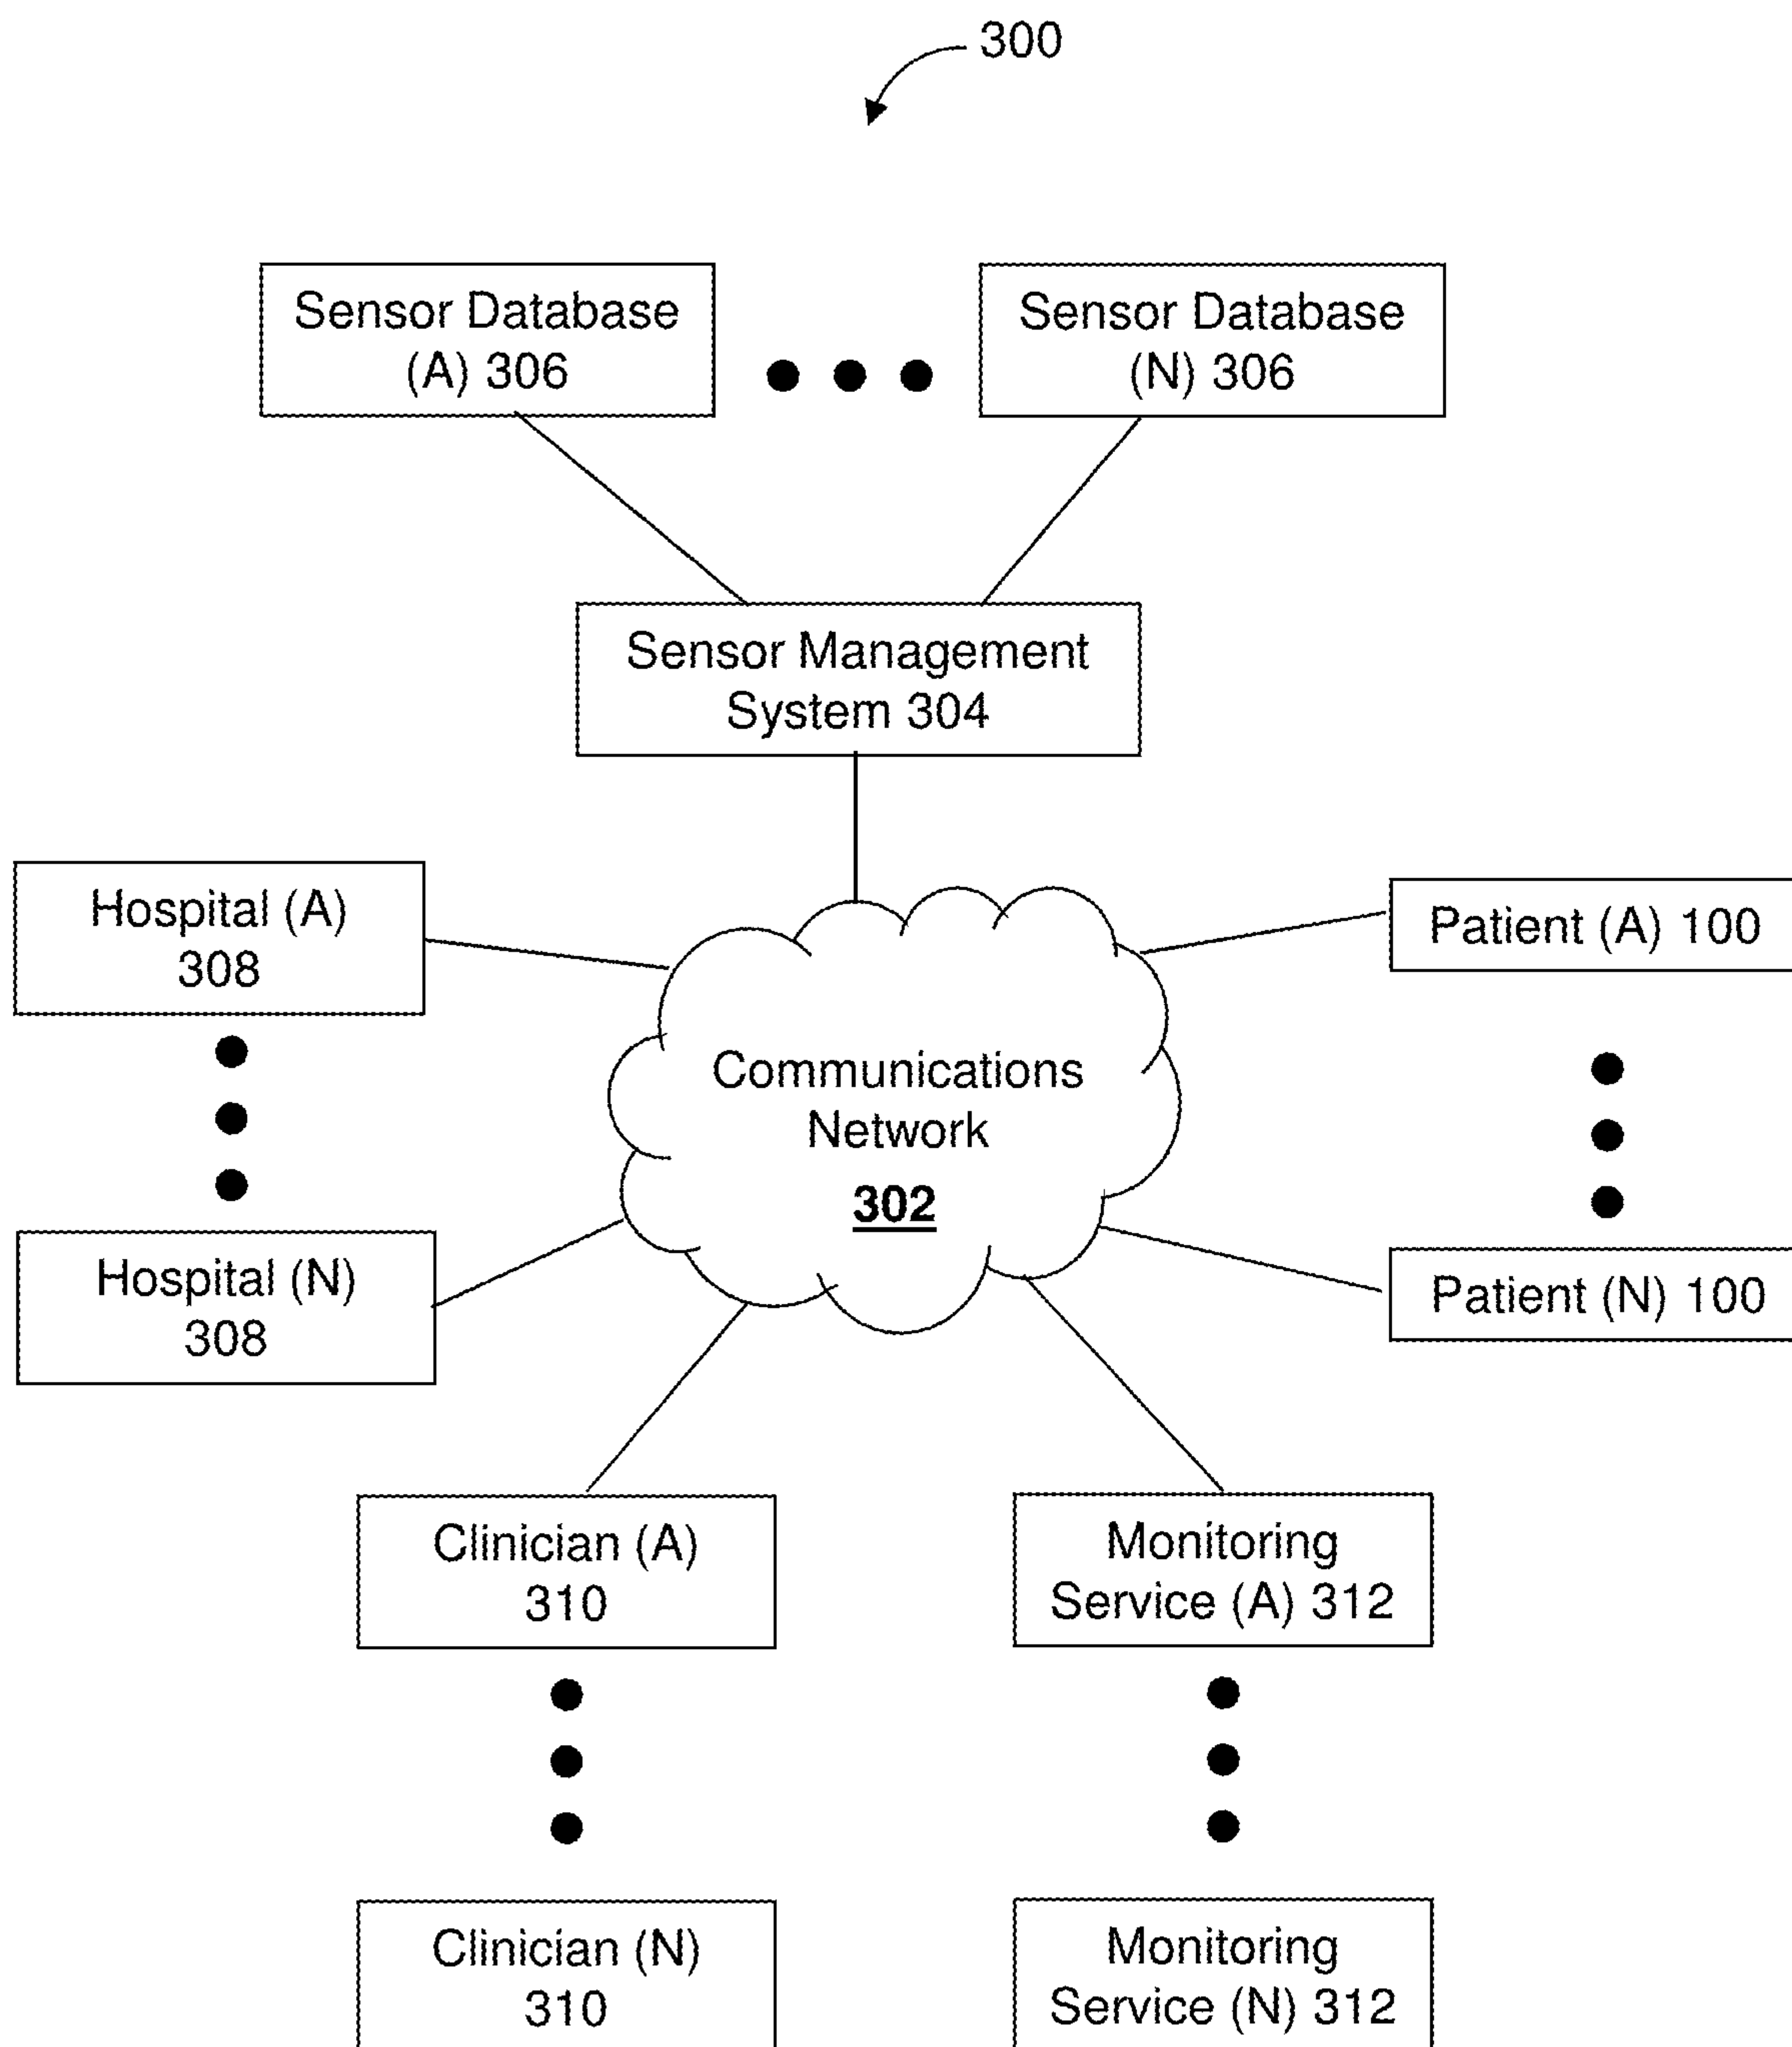 300
Sensor Database
(A) 306
Sensor Database
(N) 306
Sensor Management
System 304
Hospital (A)
308
Patient (A) 100
Communications
Network
302
Hospital (N)
308
Patient (N) 100
Clinician (A)
310
Monitoring
Service (A) 312
Clinician (N)
310
Monitoring
Service (N) 312